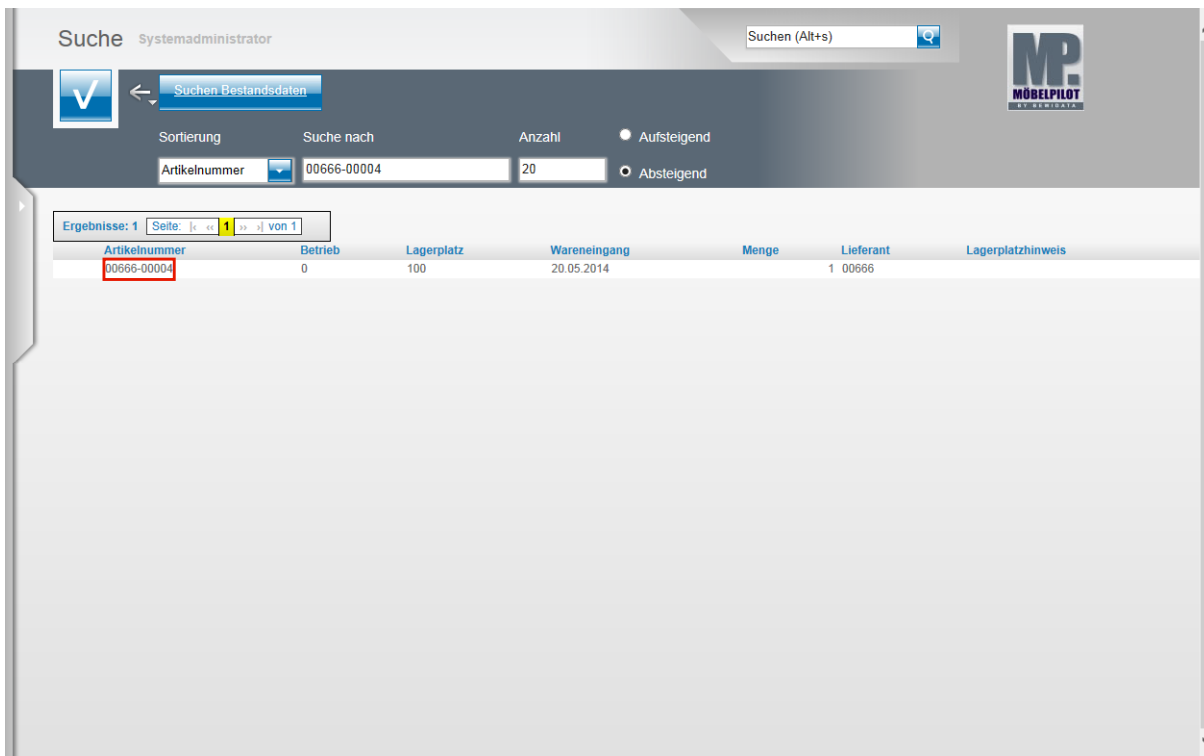 Suche Systemadministrator Suchen (Alt+s)
MP.
MÖBELPILOT
BY BEWIDATA
Suchen Bestandsdaten
Sortierung Suche nach Anzahl Aufsteigend
Artikelnummer 00666-00004 20 Absteigend
Ergebnisse: 1 Seite: |‹ ‹‹ 1 ›› ›| von 1
Artikelnummer Betrieb Lagerplatz Wareneingang Menge Lieferant Lagerplatzhinweis
00666-00004 0 100 20.05.2014 1 00666